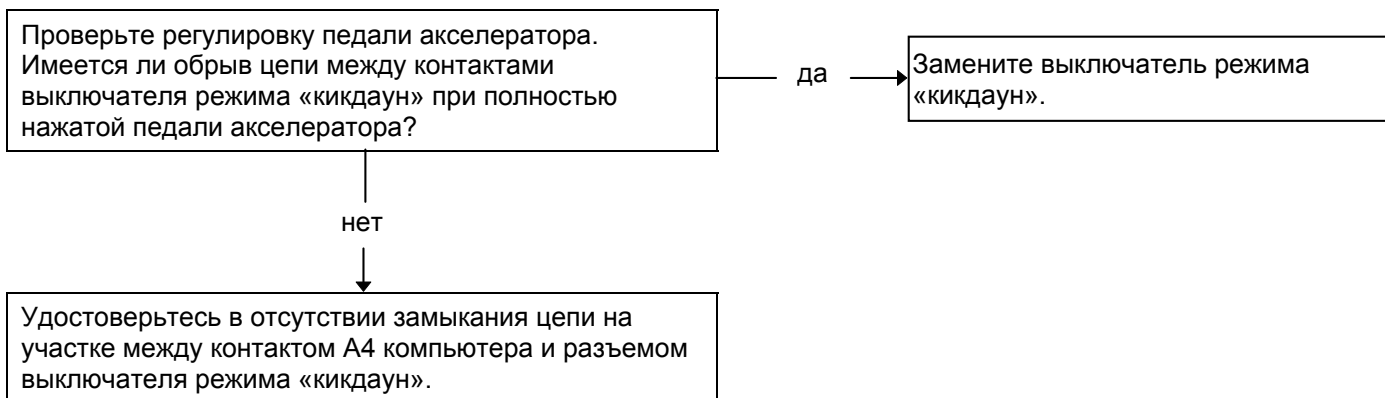 Проверьте регулировку педали акселератора.
Имеется ли обрыв цепи между контактами
выключателя режима «кикдаун» при полностью
нажатой педали акселератора?
да
Замените выключатель режима
«кикдаун».
нет
Удостоверьтесь в отсутствии замыкания цепи на
участке между контактом А4 компьютера и разъемом
выключателя режима «кикдаун».